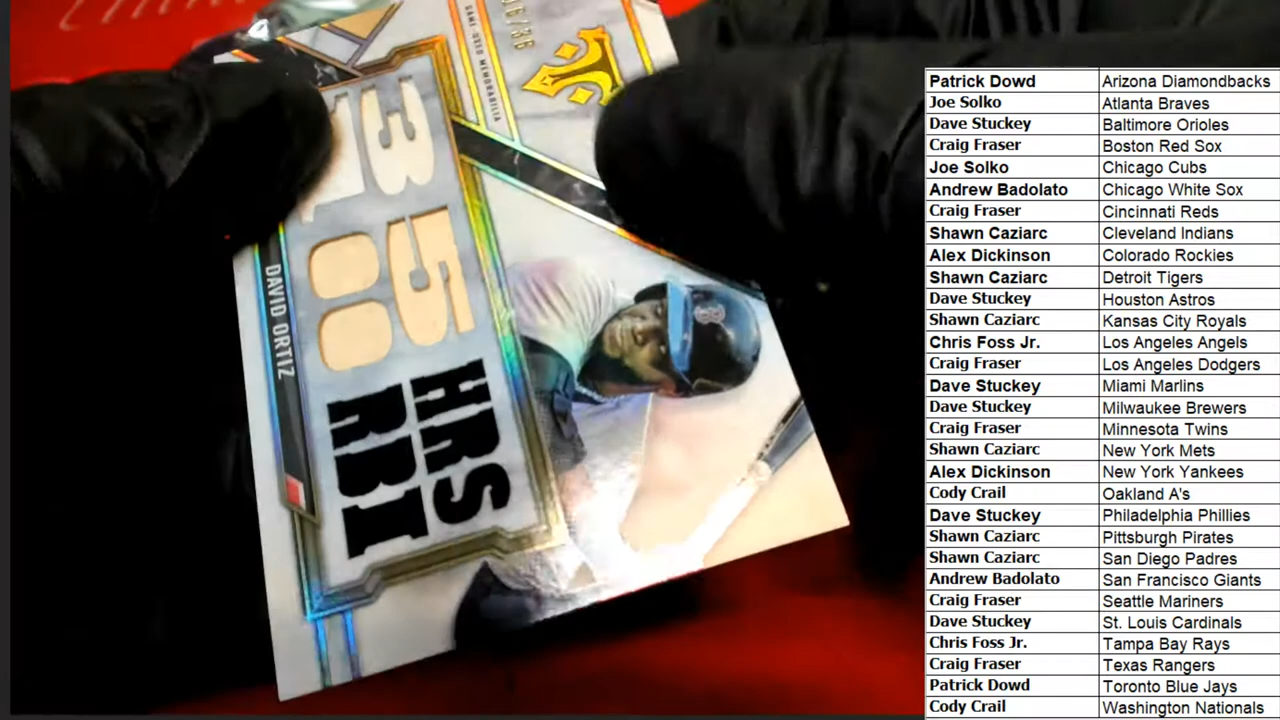 GAME-USED MEMORABILIA
/36
35
1
00
HRS
RBI
DAVID ORTIZ
B
Patrick Dowd Arizona Diamondbacks
Joe Solko Atlanta Braves
Dave Stuckey Baltimore Orioles
Craig Fraser Boston Red Sox
Joe Solko Chicago Cubs
Andrew Badolato Chicago White Sox
Craig Fraser Cincinnati Reds
Shawn Caziarc Cleveland Indians
Alex Dickinson Colorado Rockies
Shawn Caziarc Detroit Tigers
Dave Stuckey Houston Astros
Shawn Caziarc Kansas City Royals
Chris Foss Jr. Los Angeles Angels
Craig Fraser Los Angeles Dodgers
Dave Stuckey Miami Marlins
Dave Stuckey Milwaukee Brewers
Craig Fraser Minnesota Twins
Shawn Caziarc New York Mets
Alex Dickinson New York Yankees
Cody Crail Oakland A's
Dave Stuckey Philadelphia Phillies
Shawn Caziarc Pittsburgh Pirates
Shawn Caziarc San Diego Padres
Andrew Badolato San Francisco Giants
Craig Fraser Seattle Mariners
Dave Stuckey St. Louis Cardinals
Chris Foss Jr. Tampa Bay Rays
Craig Fraser Texas Rangers
Patrick Dowd Toronto Blue Jays
Cody Crail Washington Nationals